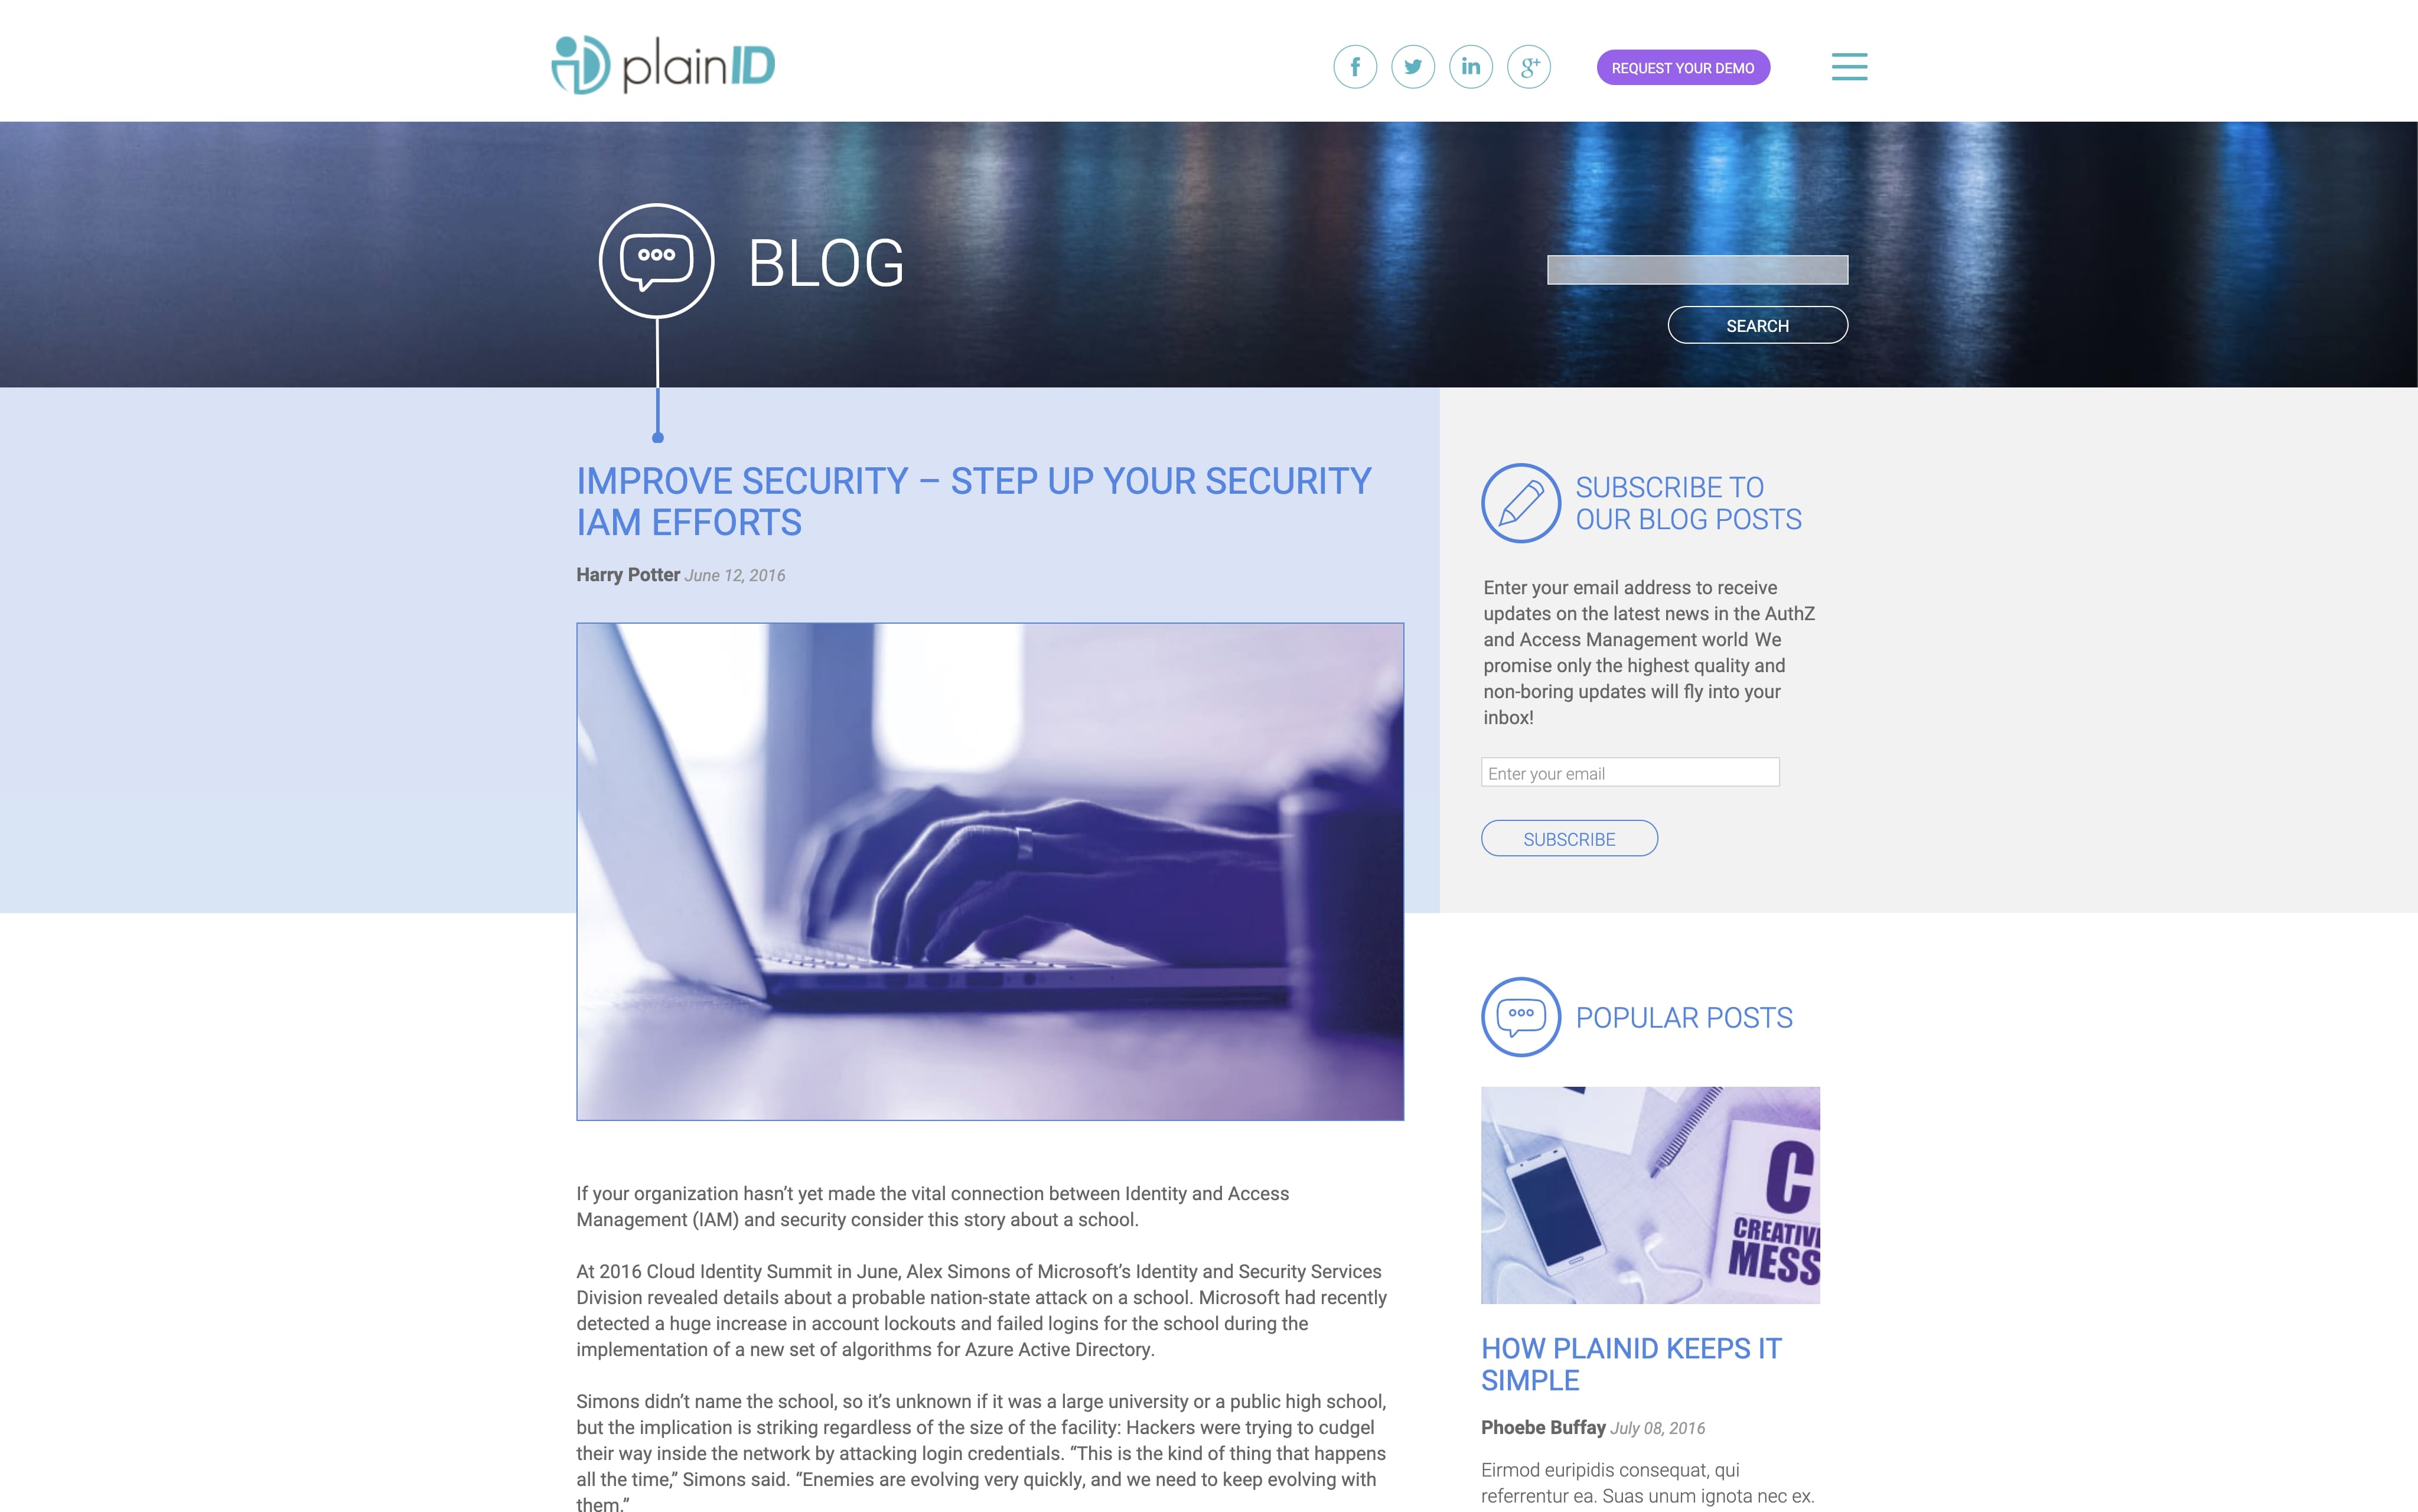 plainID
REQUEST YOUR DEMO
BLOG
SEARCH
IMPROVE SECURITY – STEP UP YOUR SECURITY
IAM EFFORTS
Harry Potter June 12, 2016
If your organization hasn’t yet made the vital connection between Identity and Access
Management (IAM) and security consider this story about a school.
At 2016 Cloud Identity Summit in June, Alex Simons of Microsoft’s Identity and Security Services
Division revealed details about a probable nation-state attack on a school. Microsoft had recently
detected a huge increase in account lockouts and failed logins for the school during the
implementation of a new set of algorithms for Azure Active Directory.
Simons didn’t name the school, so it’s unknown if it was a large university or a public high school,
but the implication is striking regardless of the size of the facility: Hackers were trying to cudgel
their way inside the network by attacking login credentials. “This is the kind of thing that happens
all the time,” Simons said. “Enemies are evolving very quickly, and we need to keep evolving with
them.”
SUBSCRIBE TO
OUR BLOG POSTS
Enter your email address to receive
updates on the latest news in the AuthZ
and Access Management world We
promise only the highest quality and
non-boring updates will fly into your
inbox!
Enter your email
SUBSCRIBE
POPULAR POSTS
C
CREATIV
MESS
HOW PLAINID KEEPS IT
SIMPLE
Phoebe Buffay July 08, 2016
Eirmod euripidis consequat, qui
referrentur ea. Suas unum ignota nec ex.